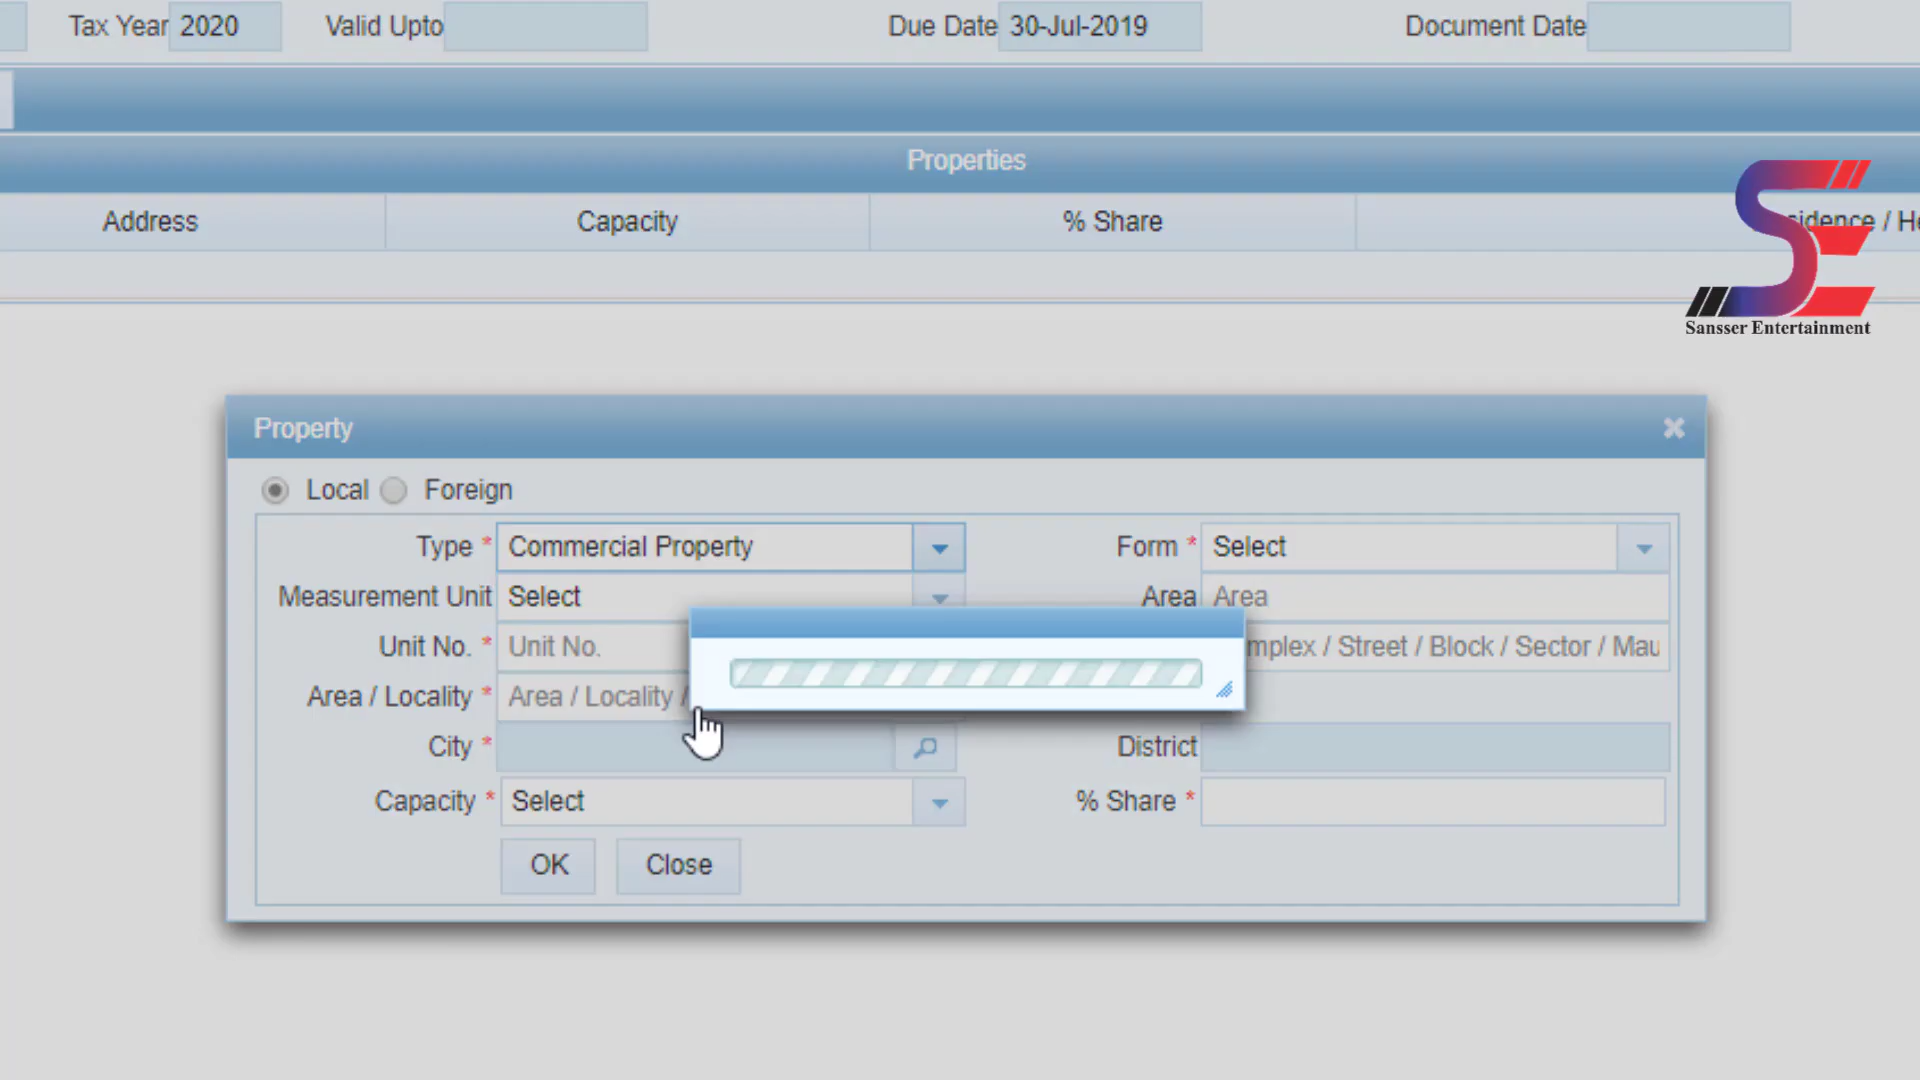 Tax Year 2020 Valid Upto Due Date 30-Jul-2019 Document Date
Properties
Address Capacity % Share idence / He
Sansser Entertainment
Property
Local Foreign
Type * Commercial Property Form * Select
Measurement Unit Select Area Area
Unit No. * Unit No. mplex / Street / Block / Sector / Mau
Area / Locality * Area / Locality /
City * District
Capacity * Select % Share *
OK Close